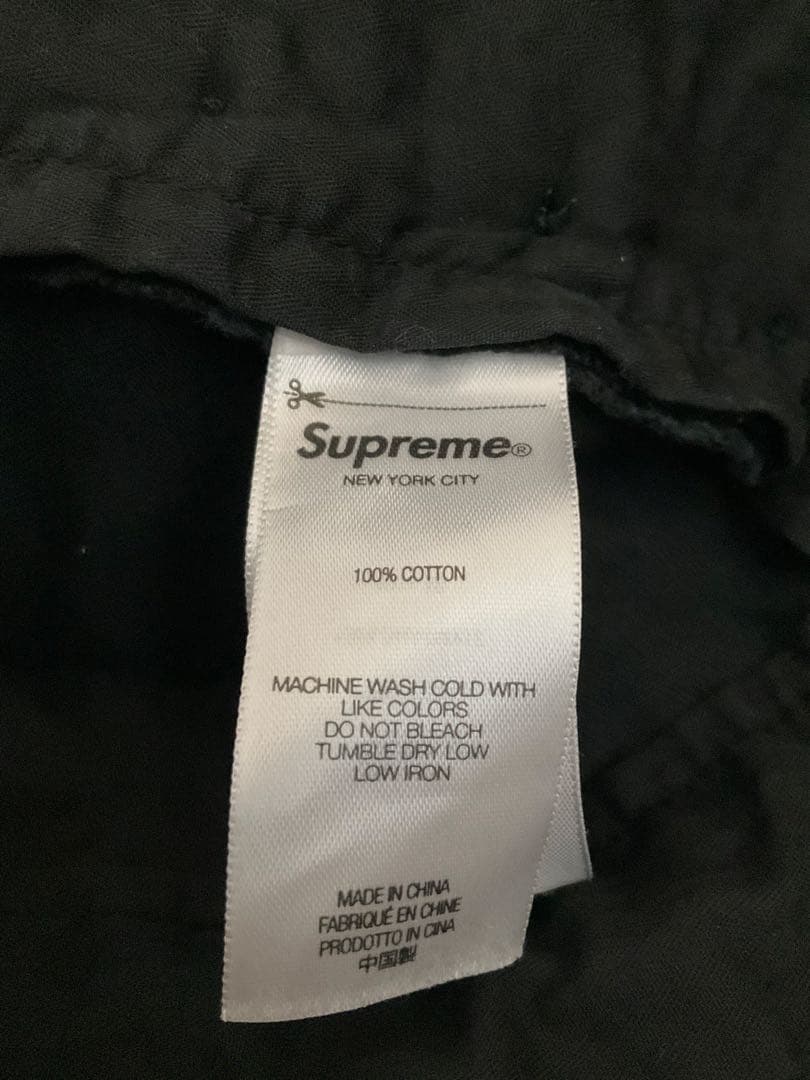 Supreme®
NEW YORK CITY
100% COTTON
MACHINE WASH COLD WITH
LIKE COLORS
DO NOT BLEACH
TUMBLE DRY LOW
LOW IRON
MADE IN CHINA
FABRIQUÉ EN CHINE
PRODOTTO IN CINA
中国製